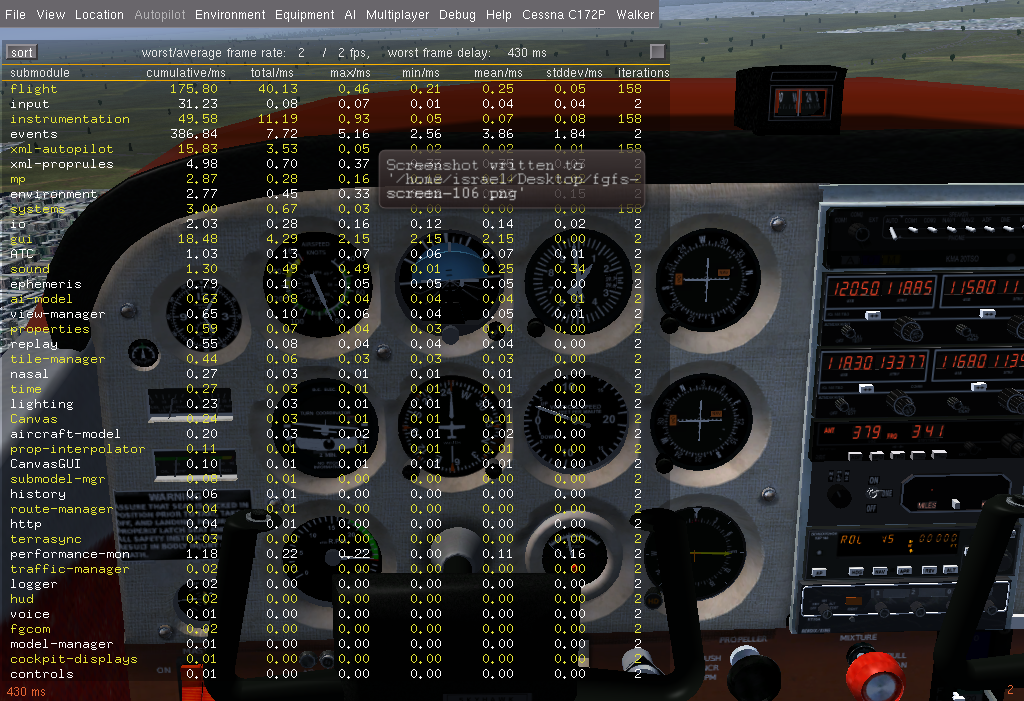 File View Location Autopilot Environment Equipment AI Multiplayer Debug Help Cessna C172P Walker
sort worst/average frame rate: 2 / 2 fps, worst frame delay: 430 ms
submodule cumulative/ms total/ms max/ms min/ms mean/ms stddev/ms iterations
flight 175.80 40.13 0.46 0.21 0.25 0.05 158
input 31.23 0.08 0.07 0.01 0.04 0.04 2
instrumentation 49.58 11.19 0.93 0.05 0.07 0.08 158
events 386.84 7.72 5.16 2.56 3.86 1.84 2
xml-autopilot 15.83 3.53 0.05 0.02 0.02 0.01 158
xml-proprules 4.98 0.70 0.37 2
Screenshot written to
'/home/israel/Desktop/fgfs-
screen-106.png'
mp 2.87 0.28 0.16 2
environment 2.77 0.45 0.33 0.15 2
systems 3.00 0.67 0.03 0.00 0.00 0.00 158
io 2.03 0.28 0.16 0.12 0.14 0.02 2
gui 18.48 4.29 2.15 2.15 2.15 0.00 2
ATC 1.03 0.13 0.07 0.06 0.07 0.01 2
sound 1.30 0.49 0.49 0.01 0.25 0.34 2
ephemeris 0.79 0.10 0.05 0.05 0.05 0.00 2
ai-model 0.63 0.08 0.04 0.04 0.04 0.01 2
view-manager 0.65 0.10 0.06 0.04 0.05 0.01 2
properties 0.59 0.07 0.04 0.03 0.04 0.00 2
replay 0.55 0.08 0.04 0.04 0.04 0.00 2
tile-manager 0.44 0.06 0.03 0.03 0.03 0.00 2
nasal 0.27 0.03 0.01 0.01 0.01 0.00 2
time 0.27 0.03 0.01 0.01 0.01 0.00 2
lighting 0.23 0.03 0.01 0.01 0.01 0.00 2
Canvas 0.24 0.03 0.01 0.01 0.01 0.00 2
aircraft-model 0.20 0.03 0.02 0.01 0.02 0.00 2
prop-interpolator 0.11 0.01 0.01 0.01 0.01 0.00 2
CanvasGUI 0.10 0.01 0.01 0.00 0.01 0.00 2
submodel-mgr 0.08 0.01 0.00 0.00 0.00 0.00 2
history 0.06 0.01 0.00 0.00 0.00 0.00 2
route-manager 0.04 0.01 0.00 0.00 0.00 0.00 2
http 0.04 0.01 0.00 0.00 0.00 0.00 2
terrasync 0.03 0.00 0.00 0.00 0.00 0.00 2
performance-mon 1.18 0.22 0.22 0.00 0.11 0.16 2
traffic-manager 0.02 0.00 0.00 0.00 0.00 0.00 2
logger 0.02 0.00 0.00 0.00 0.00 0.00 2
hud 0.02 0.00 0.00 0.00 0.00 0.00 2
voice 0.01 0.00 0.00 0.00 0.00 0.00 2
fgcom 0.02 0.00 0.00 0.00 0.00 0.00 2
model-manager 0.01 0.00 0.00 0.00 0.00 0.00 2
cockpit-displays 0.01 0.00 0.00 0.00 0.00 0.00 2
controls 0.01 0.00 0.00 0.00 0.00 0.00 2
430 ms
2
AIRSPEED
KNOTS
WARNING
KMA 20TSO
ANT 379 FRQ 341
ON
OFF
MILES
ROL VS
ON
PROPELLER
MIXTURE